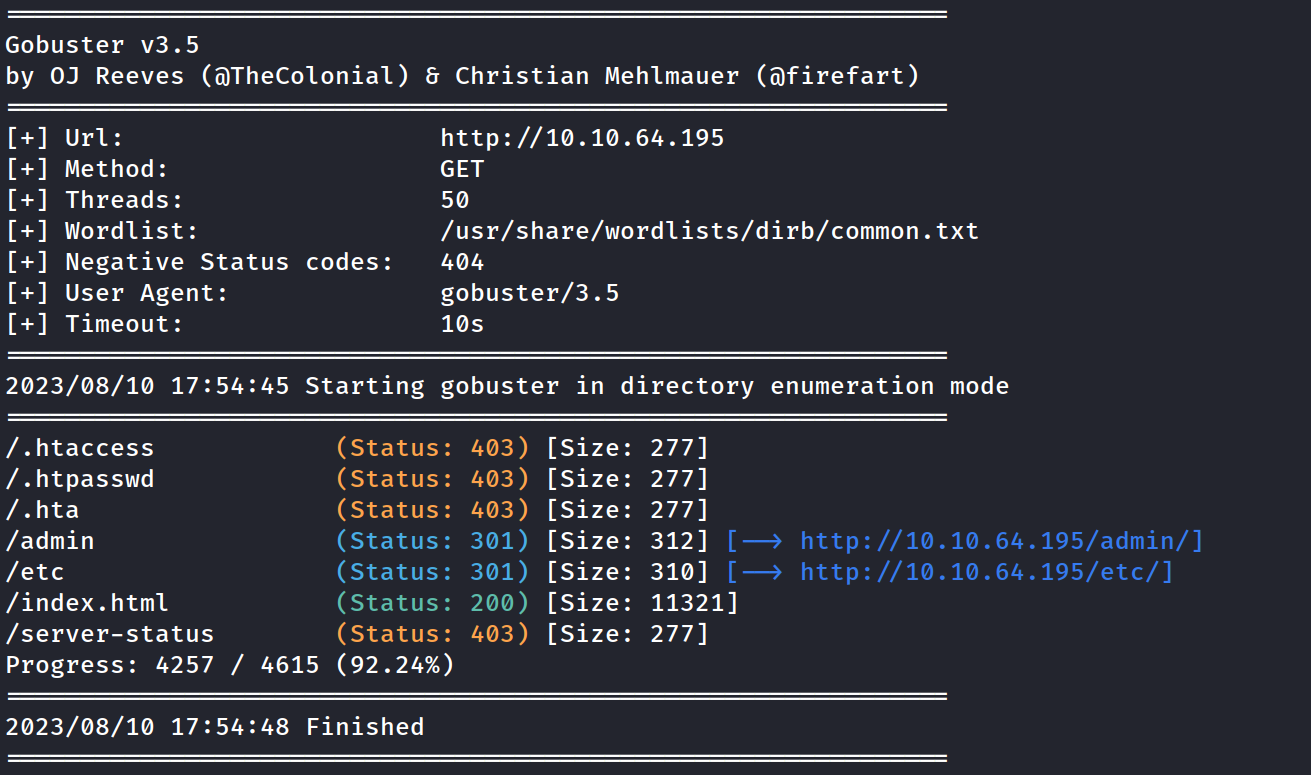 ===============================================================
Gobuster v3.5
by OJ Reeves (@TheColonial) & Christian Mehlmauer (@firefart)
===============================================================
[+] Url:                     http://10.10.64.195
[+] Method:                  GET
[+] Threads:                 50
[+] Wordlist:                /usr/share/wordlists/dirb/common.txt
[+] Negative Status codes:   404
[+] User Agent:              gobuster/3.5
[+] Timeout:                 10s
===============================================================
2023/08/10 17:54:45 Starting gobuster in directory enumeration mode
===============================================================
/.htaccess            (Status: 403) [Size: 277]
/.htpasswd            (Status: 403) [Size: 277]
/.hta                 (Status: 403) [Size: 277]
/admin                (Status: 301) [Size: 312] [--> http://10.10.64.195/admin/]
/etc                  (Status: 301) [Size: 310] [--> http://10.10.64.195/etc/]
/index.html           (Status: 200) [Size: 11321]
/server-status        (Status: 403) [Size: 277]
Progress: 4257 / 4615 (92.24%)
===============================================================
2023/08/10 17:54:48 Finished
===============================================================